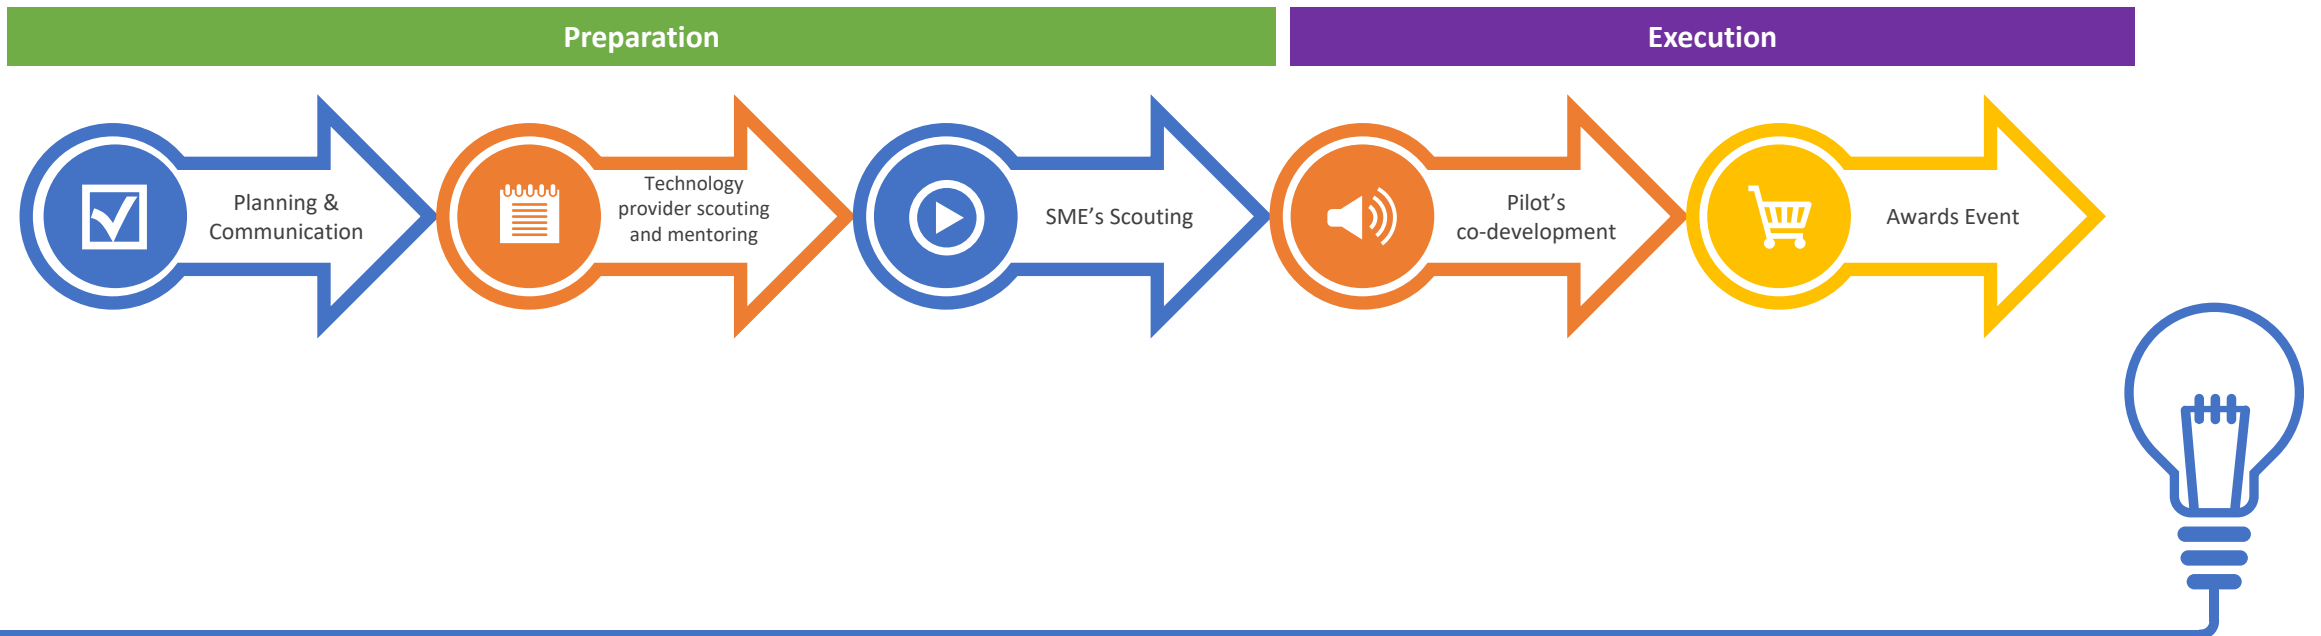 Preparation
Execution
Planning &
Communication
Technology
provider scouting
and mentoring
SME’s Scouting
Pilot’s
co-development
Awards Event